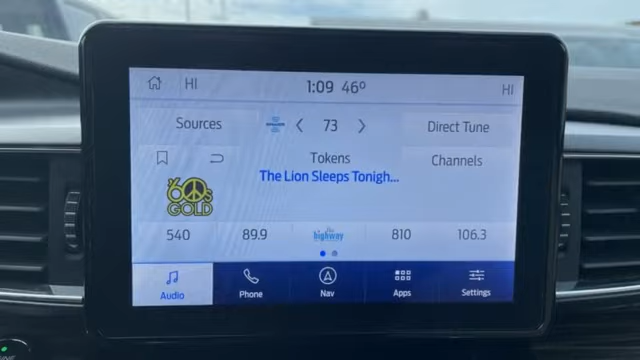 HI 1:09 46° HI
Sources 73 Direct Tune
Tokens Channels
The Lion Sleeps Tonigh...
'60s
GOLD
540 89.9 the highway 810 106.3
Audio Phone Nav Apps Settings